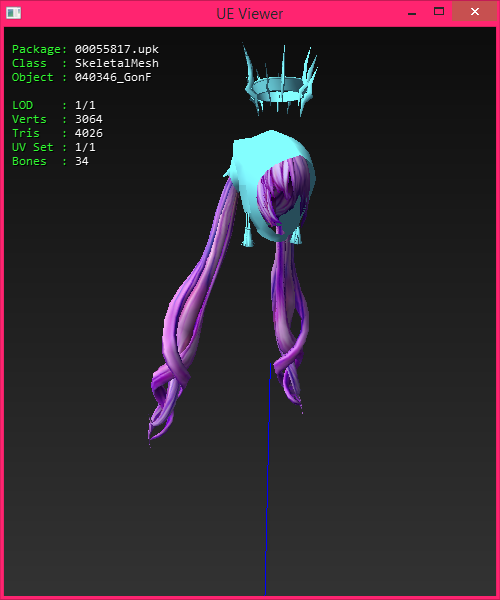 UE Viewer
Package: 00055817.upk
Class  : SkeletalMesh
Object : 040346_GonF
LOD    : 1/1
Verts  : 3064
Tris   : 4026
UV Set : 1/1
Bones  : 34